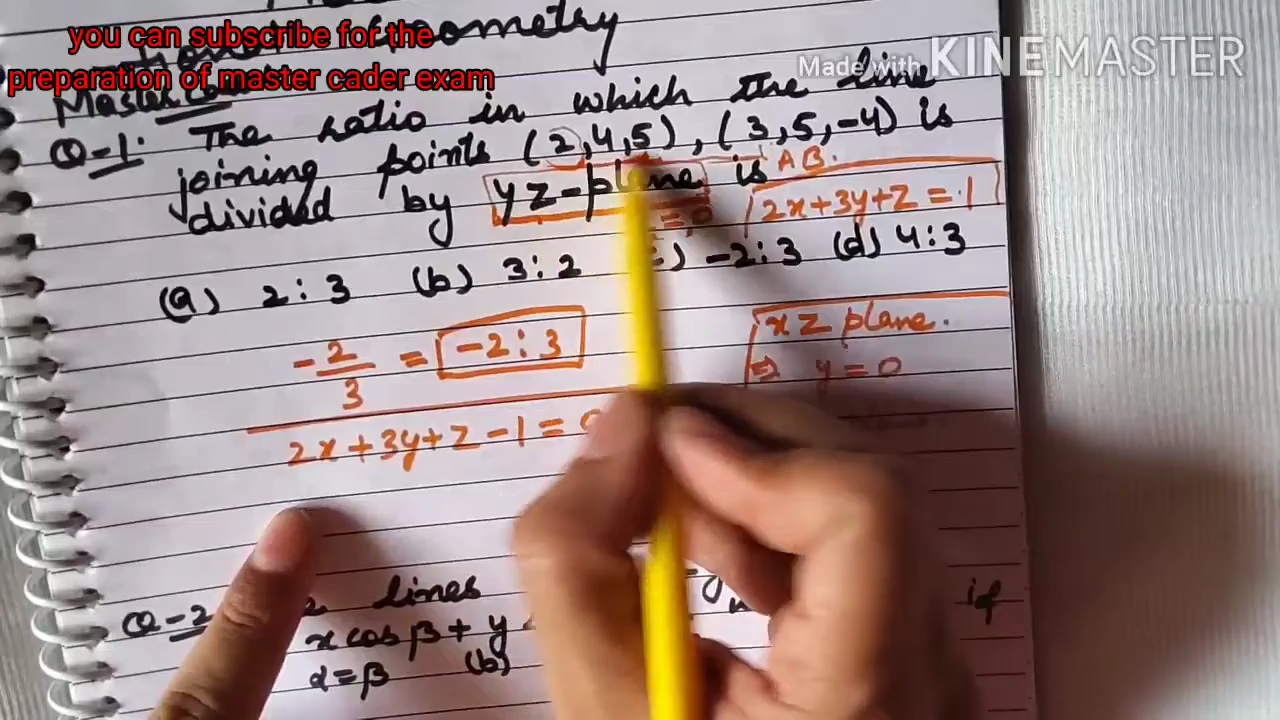 you can subscribe for the
preparation of master cader exam
Made with KINEMASTER
Q-1. The ratio in which the line
joining points (2,4,5), (3,5,-4) is
divided by yz-plane is
AB.
2x+3y+z=1
(a) 2:3 (b) 3:2 -2:3 (d) 4:3
-2/3 = -2:3
xz plane.
⇒ y=0
2x+3y+z-1=0
Q-2 lines if
x cos β + y
α=β (b)